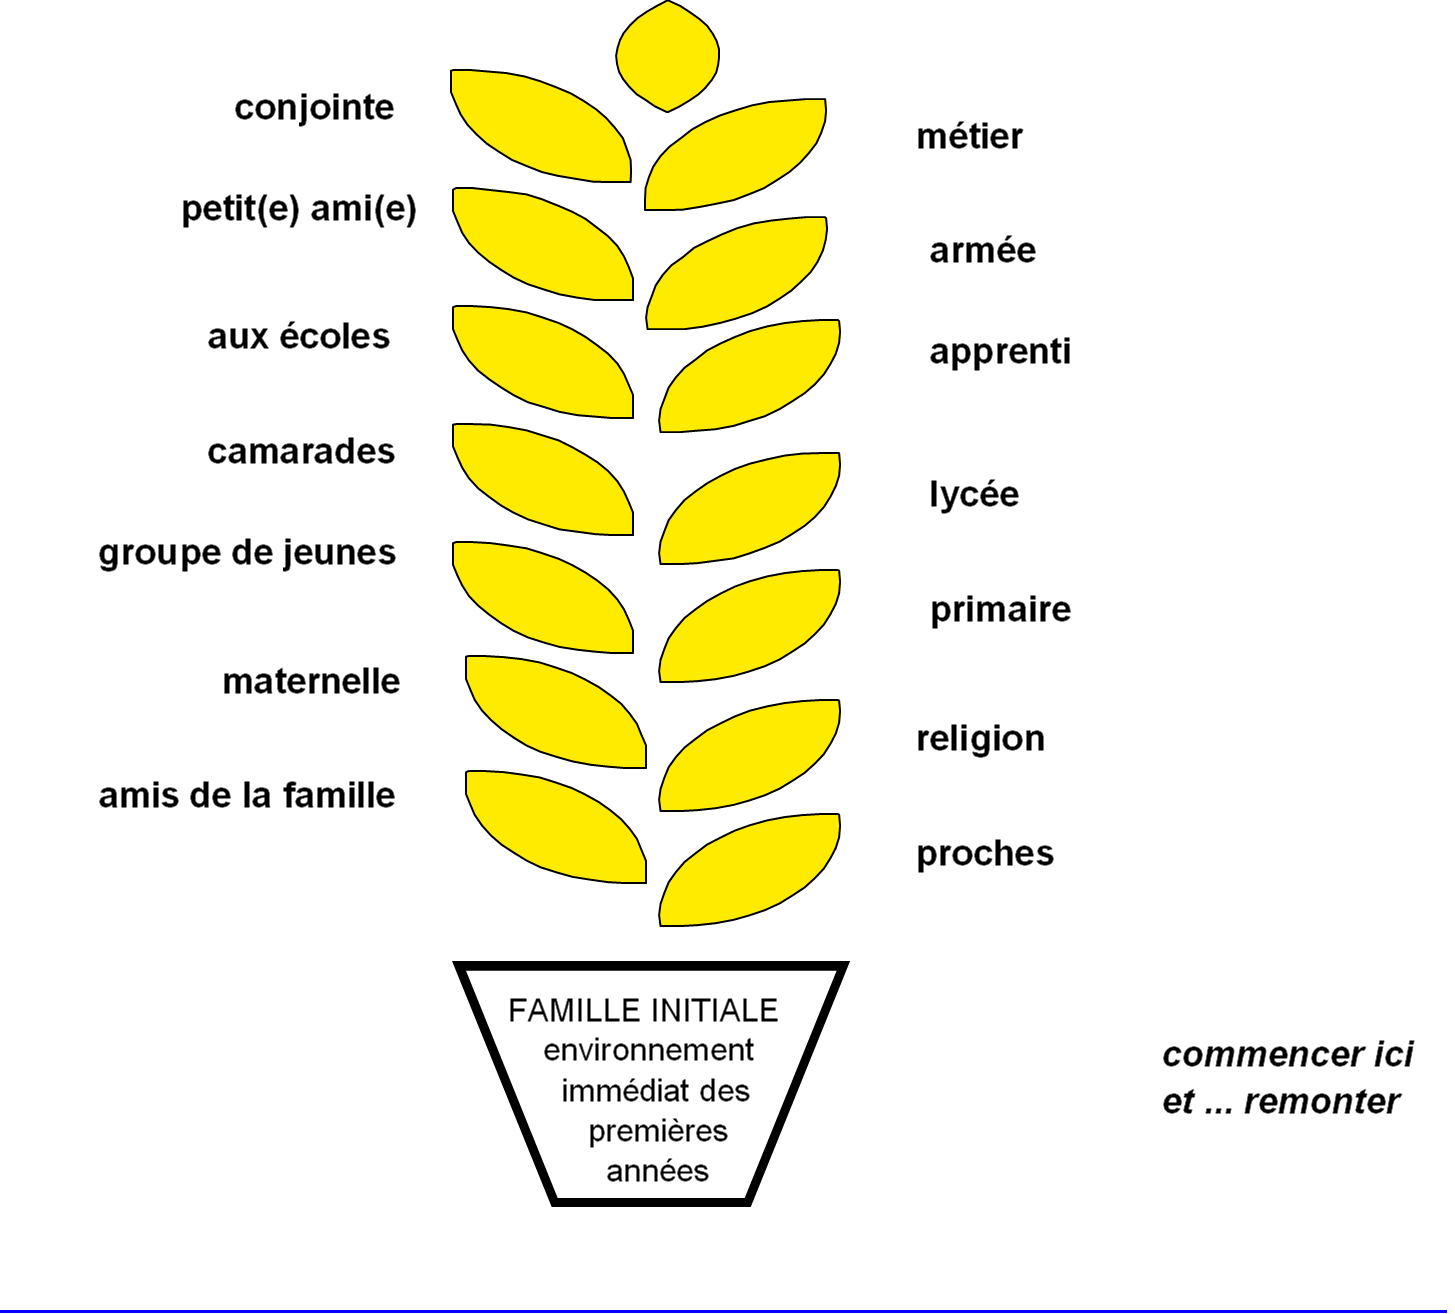 conjointe
métier
petit(e) ami(e)
armée
aux écoles
apprenti
camarades
lycée
groupe de jeunes
primaire
maternelle
religion
amis de la famille
proches
FAMILLE INITIALE
environnement
immédiat des
premières
années
commencer ici
et ... remonter